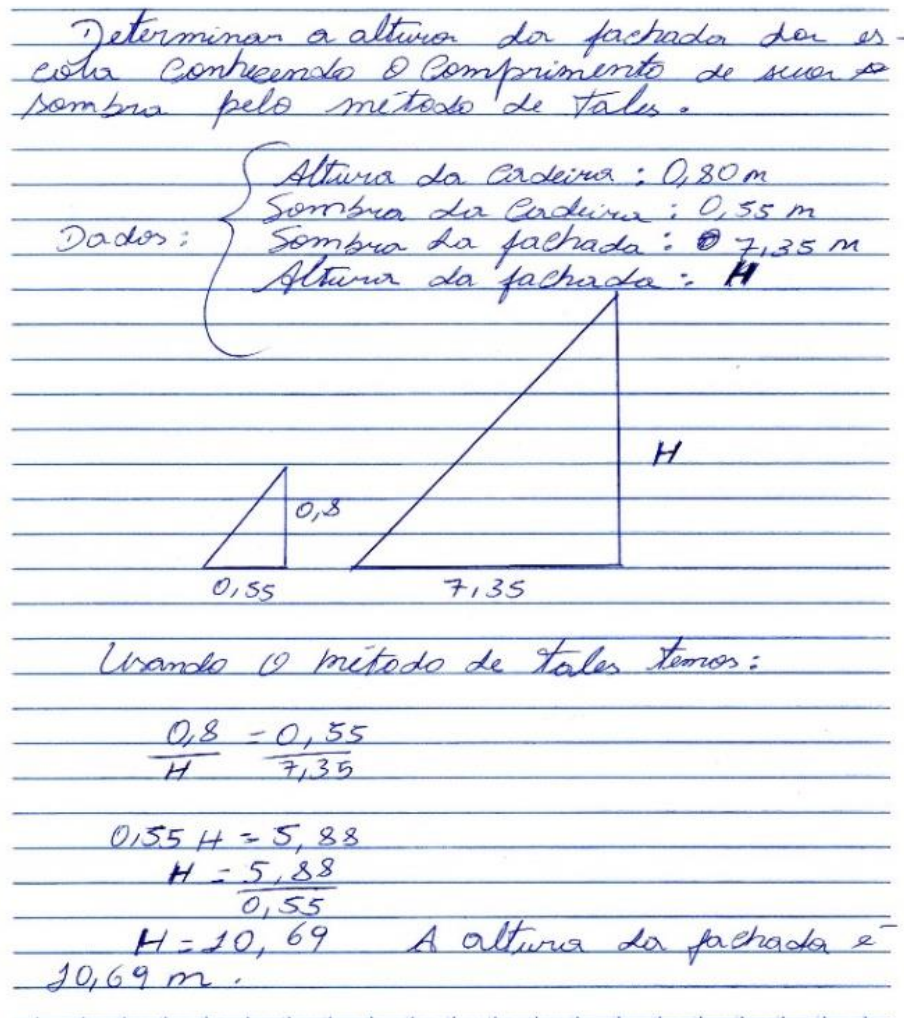 Determinar a altura da fachada da es-
cola conhecendo o comprimento de sua
sombra pelo método de Tales.
Dados:
Altura da cadeira: 0,80 m
Sombra da cadeira: 0,55 m
Sombra da fachada: 7,35 m
Altura da fachada: H
H
0,8
0,55
7,35
Usando o método de Tales temos:
0,8 = 0,55
H 7,35
0,55 H = 5,88
H = 5,88
0,55
H = 10,69 A altura da fachada é
10,69 m.